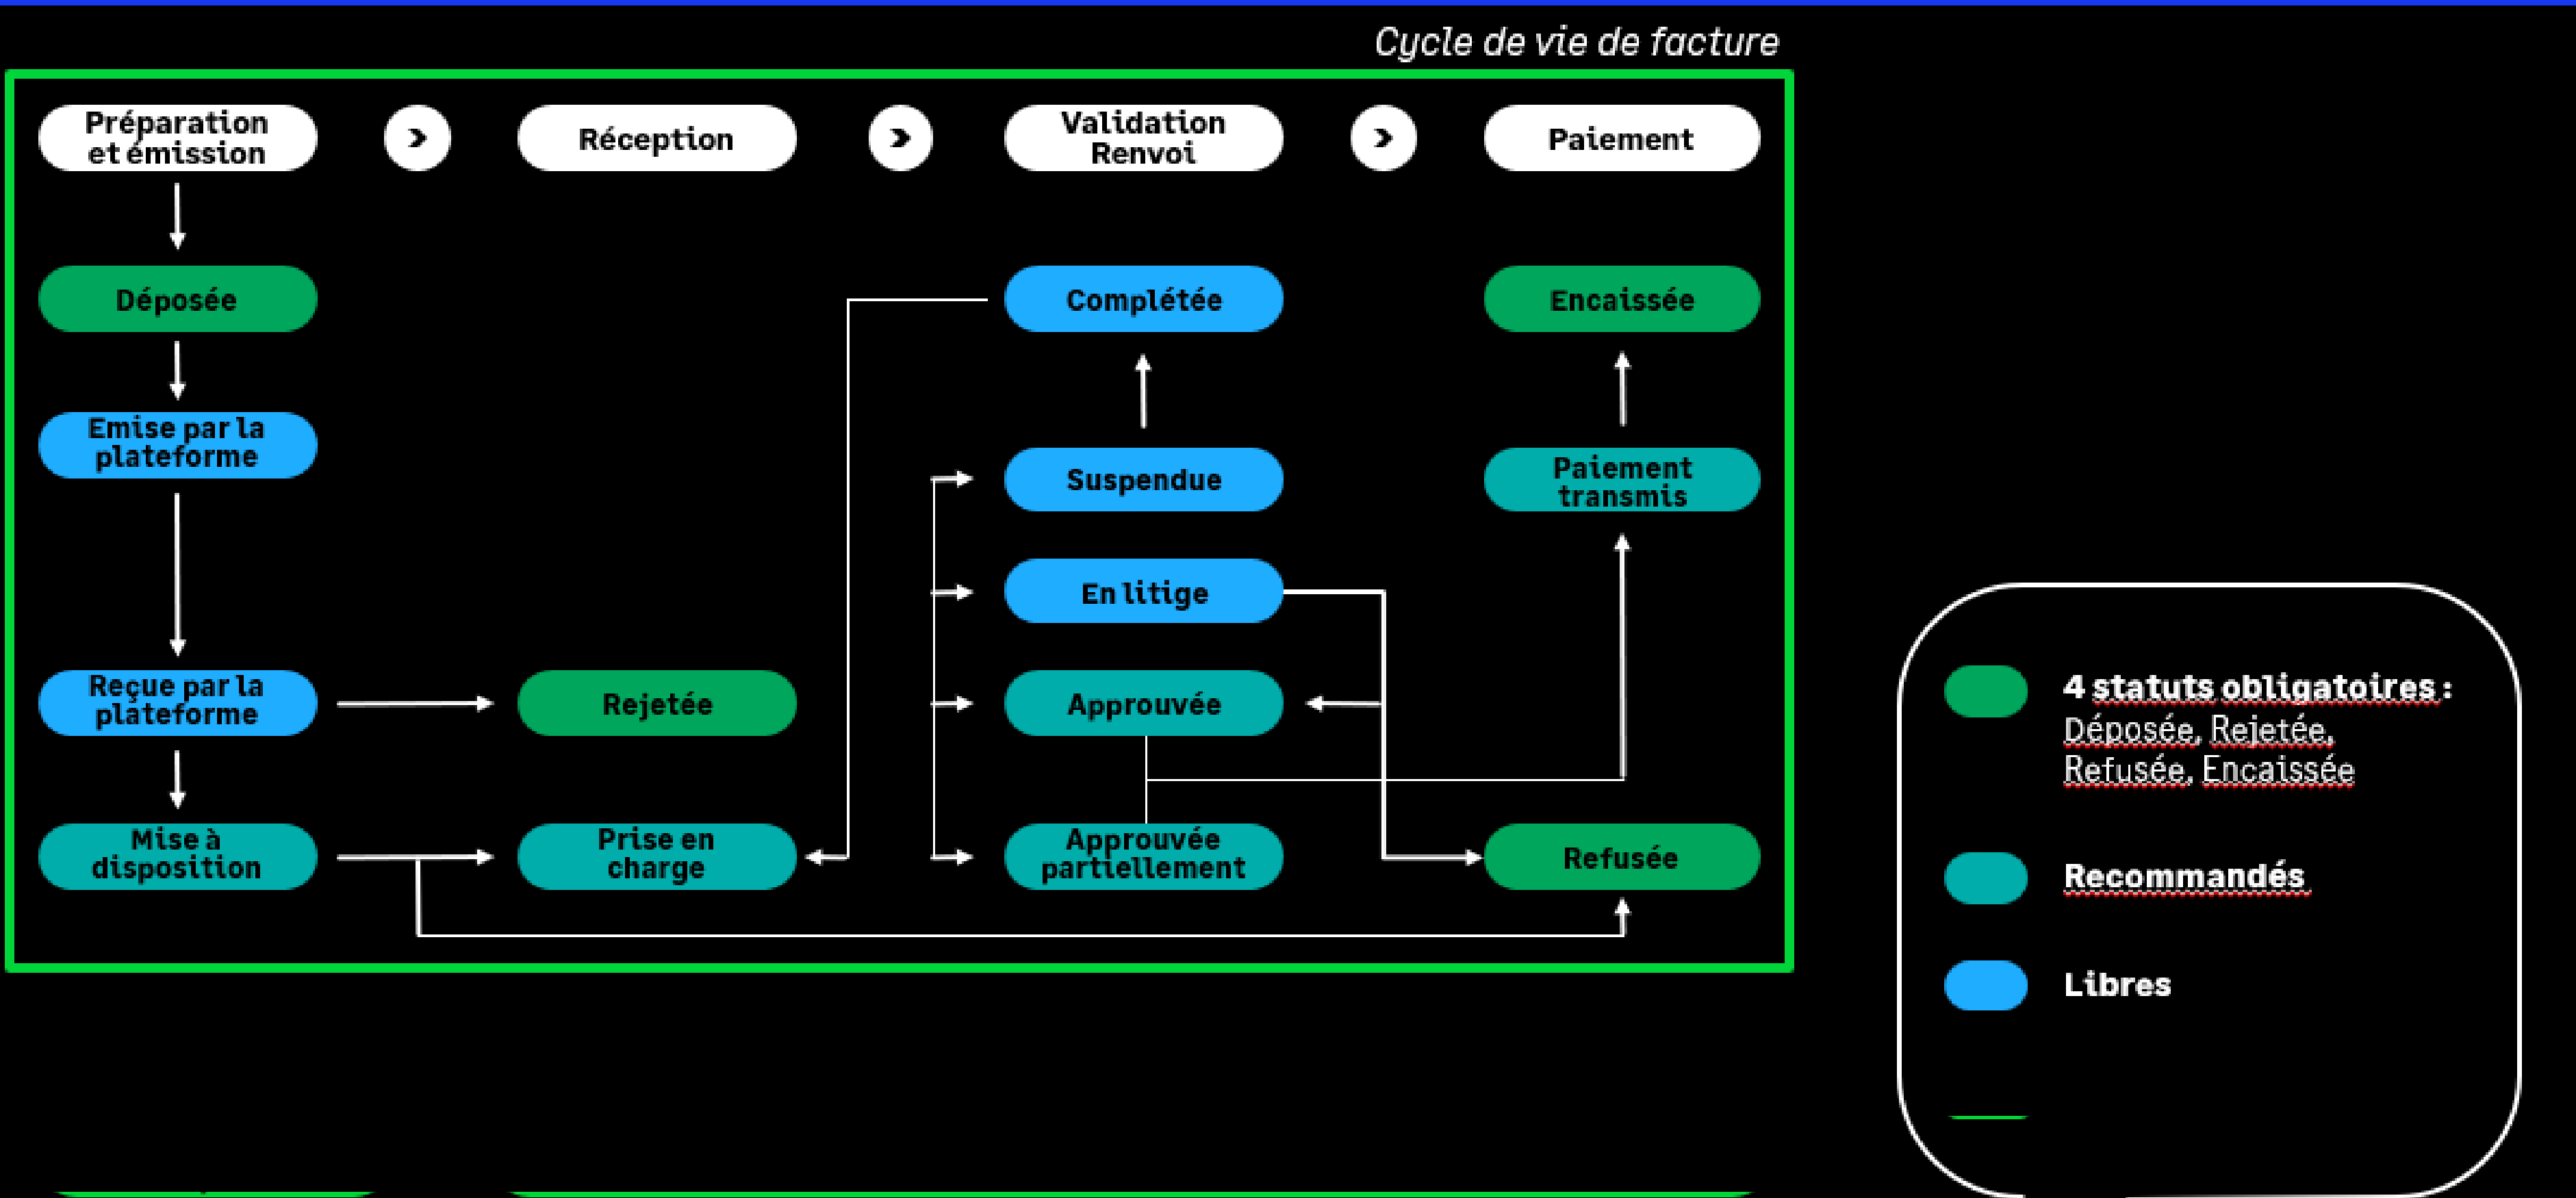 Cycle de vie de facture
Préparation
et émission
Réception
Validation
Renvoi
Paiement
Déposée
Complétée
Encaissée
Emise par la
plateforme
Suspendue
Paiement
transmis
En litige
Reçue par la
plateforme
Rejetée
Approuvée
Mise à
disposition
Prise en
charge
Approuvée
partiellement
Refusée
4 statuts obligatoires :
Déposée, Rejetée,
Refusée, Encaissée
Recommandés
Libres